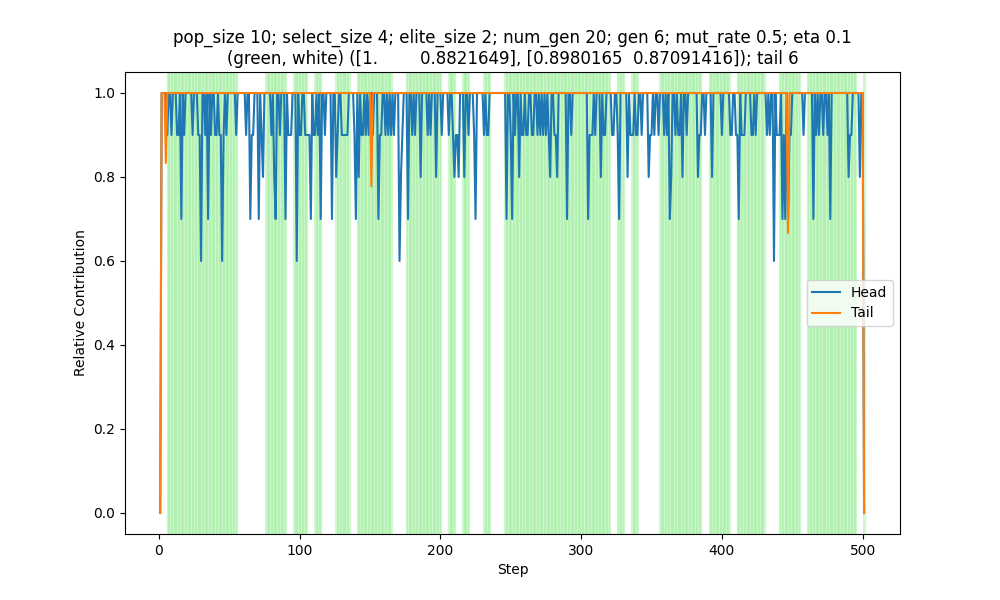 pop_size 10; select_size 4; elite_size 2; num_gen 20; gen 6; mut_rate 0.5; eta 0.1
(green, white) ([1. 0.8821649], [0.8980165 0.87091416]); tail 6
1.0
0.8
0.6
0.4
0.2
0.0
Relative Contribution
Head
Tail
0
100
200
300
400
500
Step